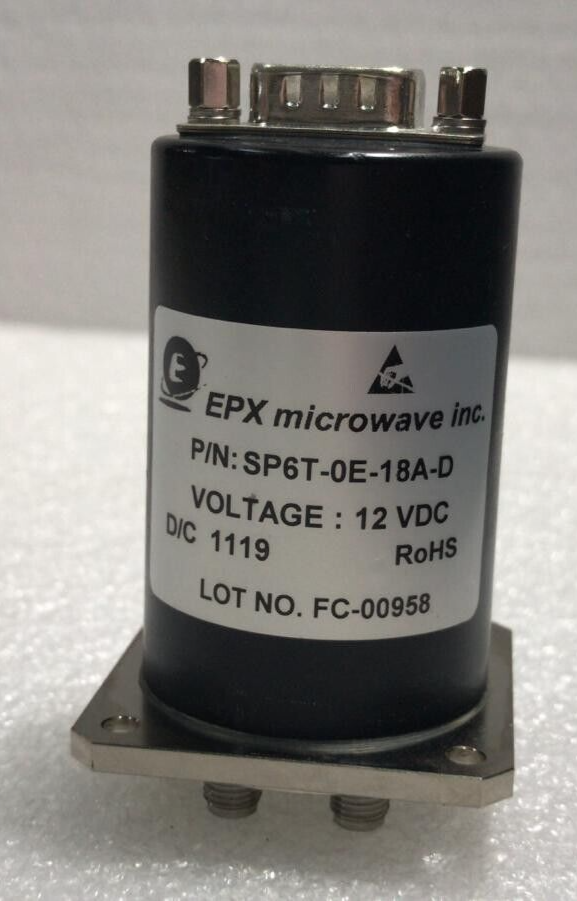 E
EPX microwave inc.
P/N: SP6T-0E-18A-D
VOLTAGE : 12 VDC
D/C 1119 RoHS
LOT NO. FC-00958